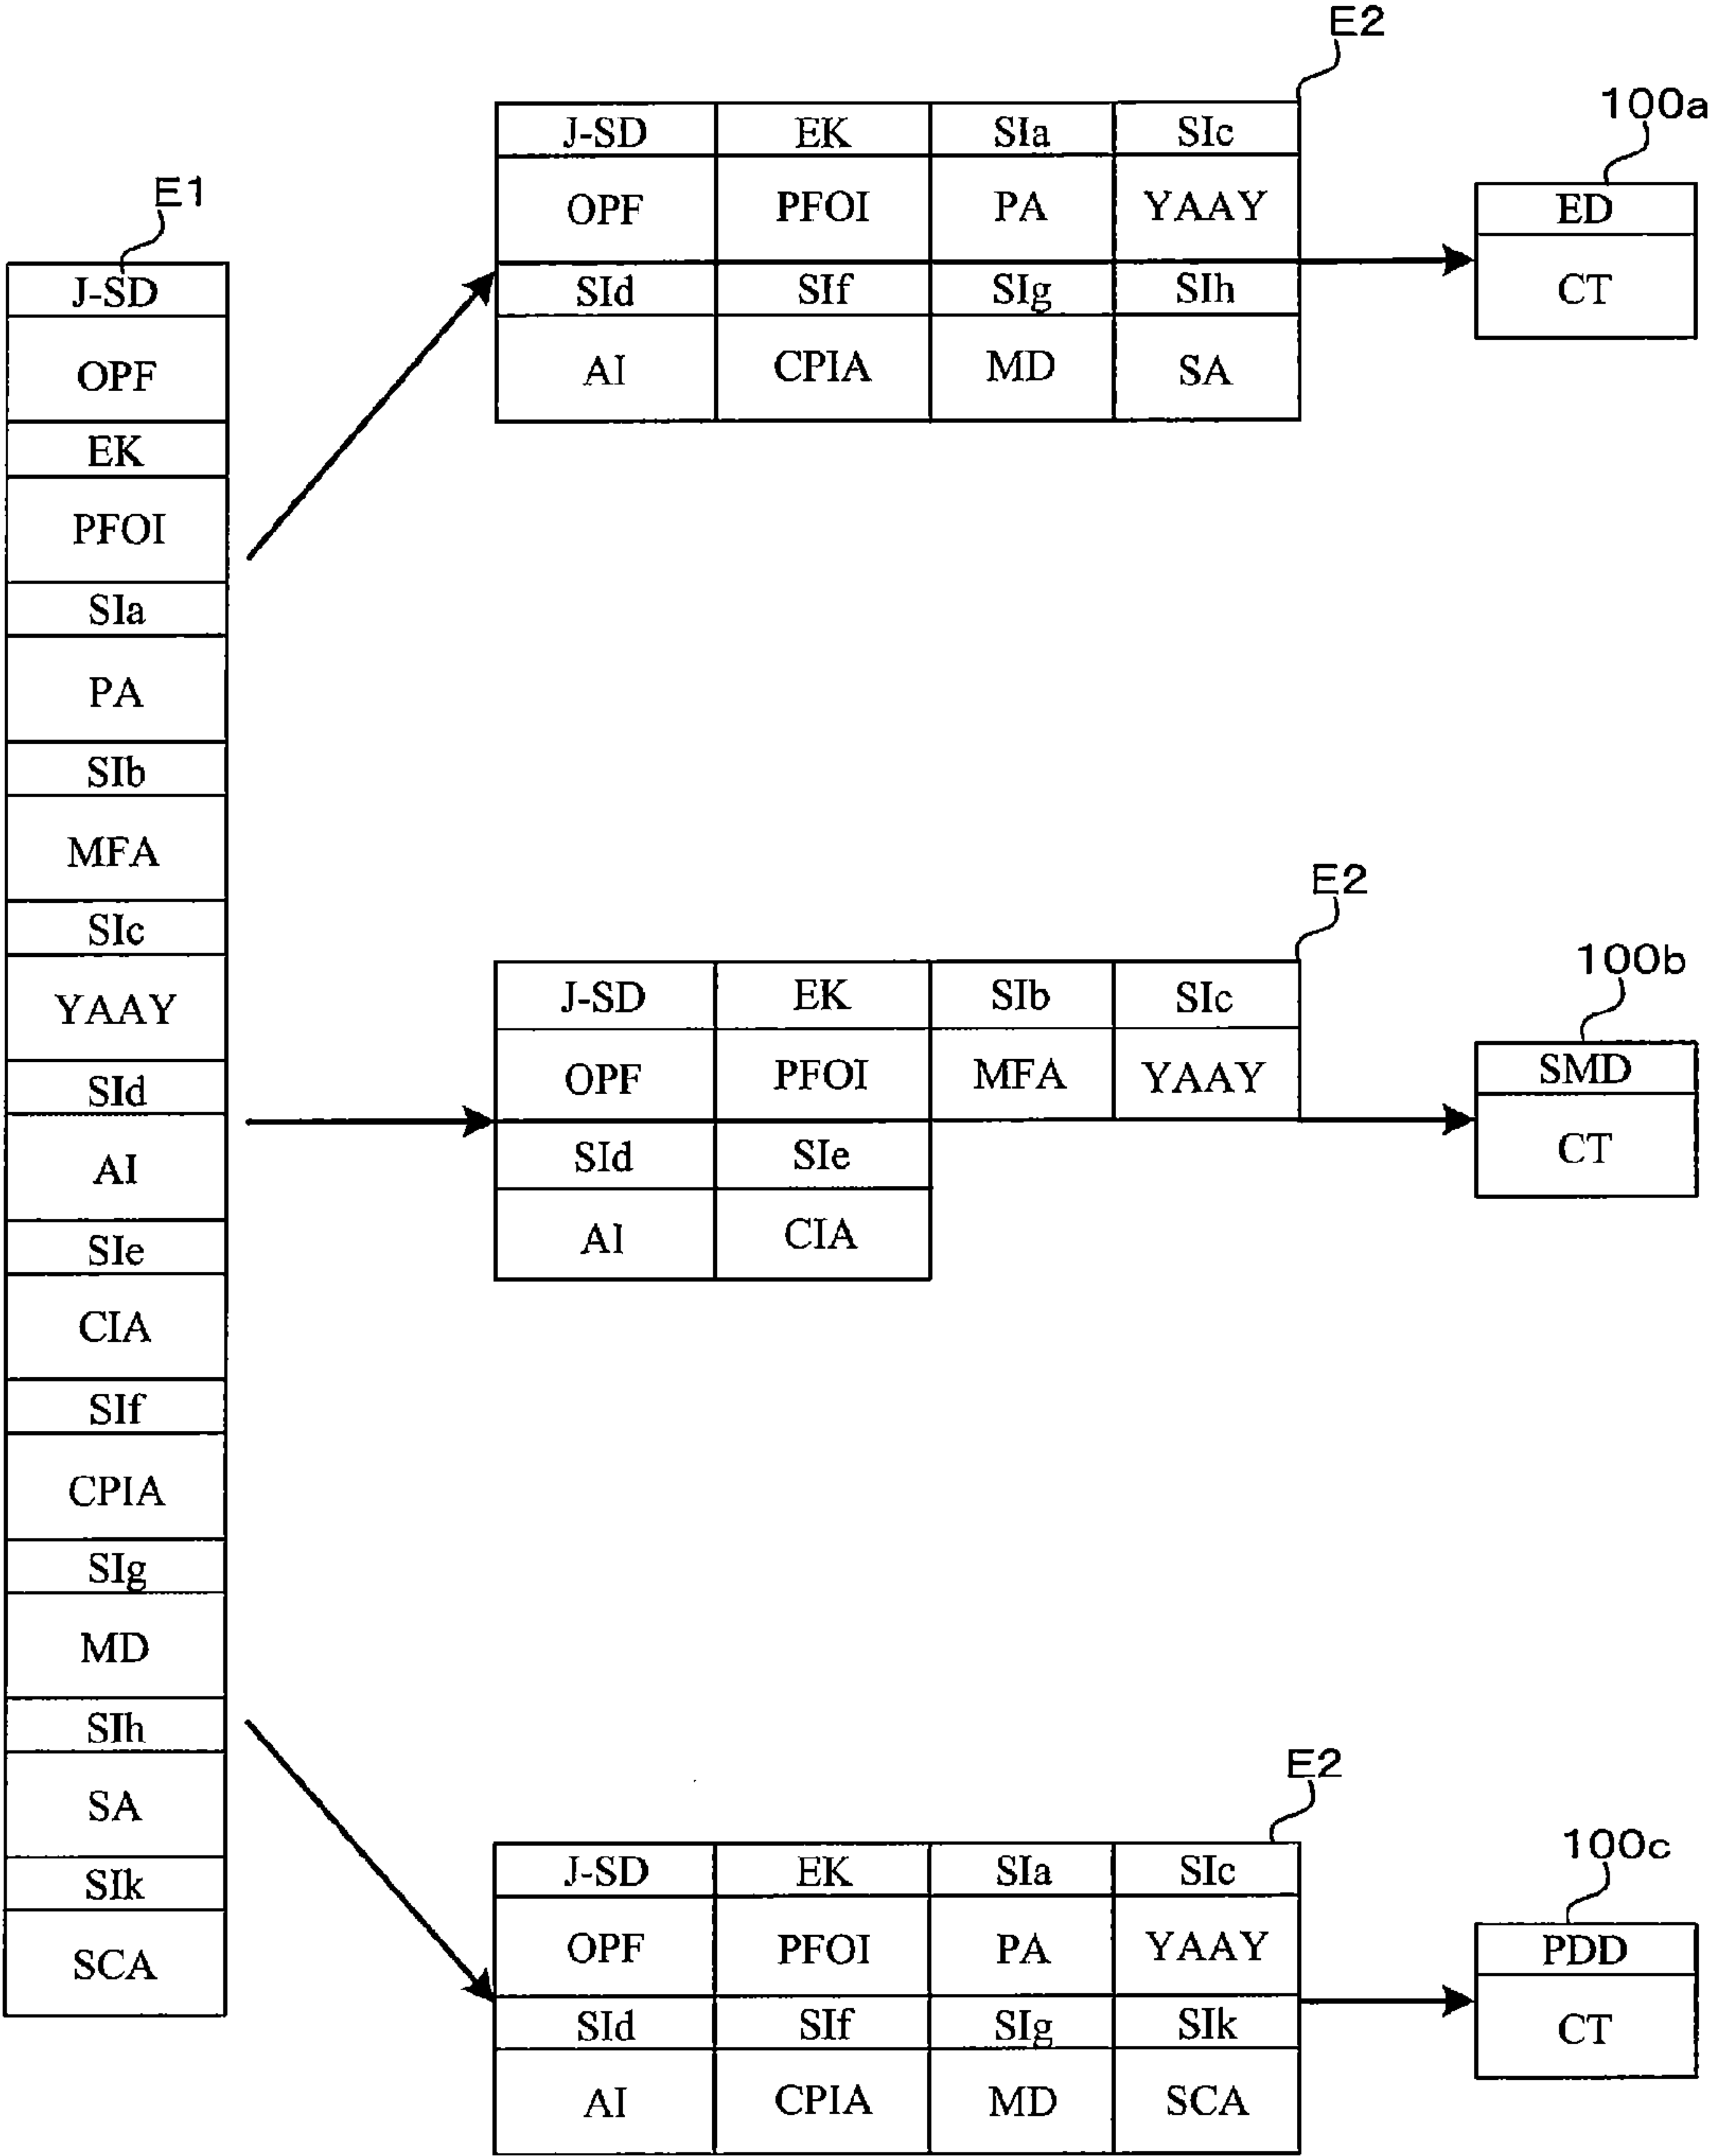 E1
J-SD
OPF
EK
PFOI
SIa
PA
SIb
MFA
SIc
YAAY
SId
AI
SIe
CIA
SIf
CPIA
SIg
MD
SIh
SA
SIk
SCA
E2
J-SD EK SIa SIc
OPF PFOI PA YAAY
SId SIf SIg SIh
AI CPIA MD SA
100a
ED
CT
E2
J-SD EK SIb SIc
OPF PFOI MFA YAAY
SId SIe
AI CIA
100b
SMD
CT
E2
J-SD EK SIa SIc
OPF PFOI PA YAAY
SId SIf SIg SIk
AI CPIA MD SCA
100c
PDD
CT